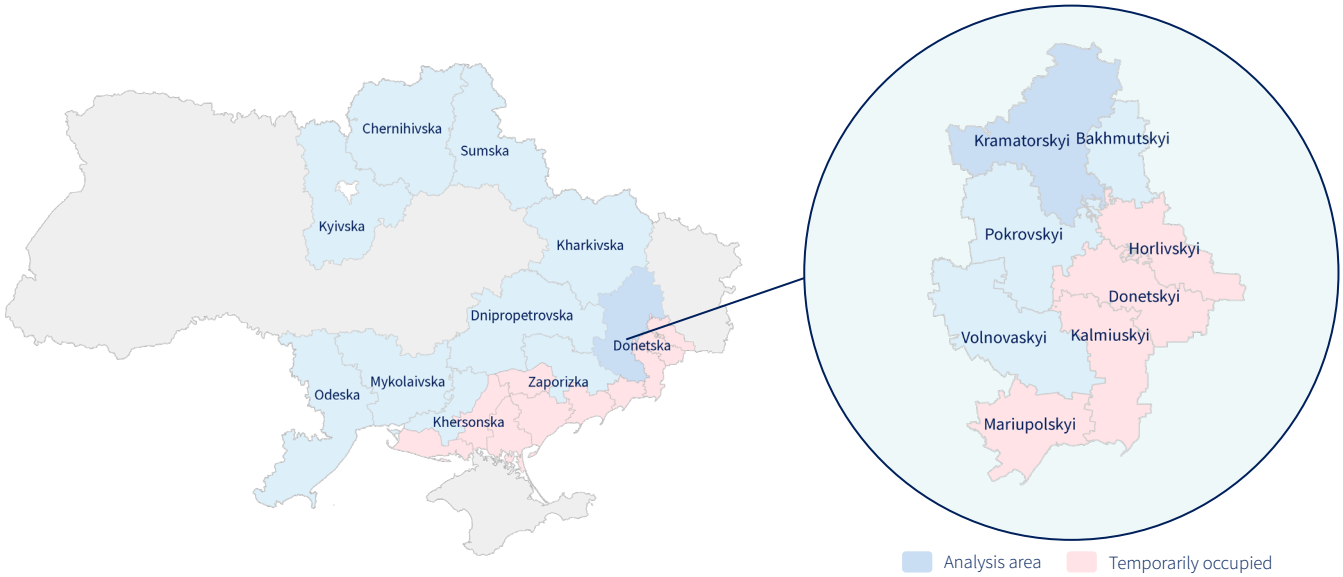 Chernihivska
Sumska
Kyivska
Kharkivska
Dnipropetrovska
Donetska
Mykolaivska
Zaporizka
Odeska
Khersonska
Kramatorskyi
Bakhmutskyi
Pokrovskyi
Horlivskyi
Donetskyi
Volnovaskyi
Kalmiuskyi
Mariupolskyi
Analysis area
Temporarily occupied